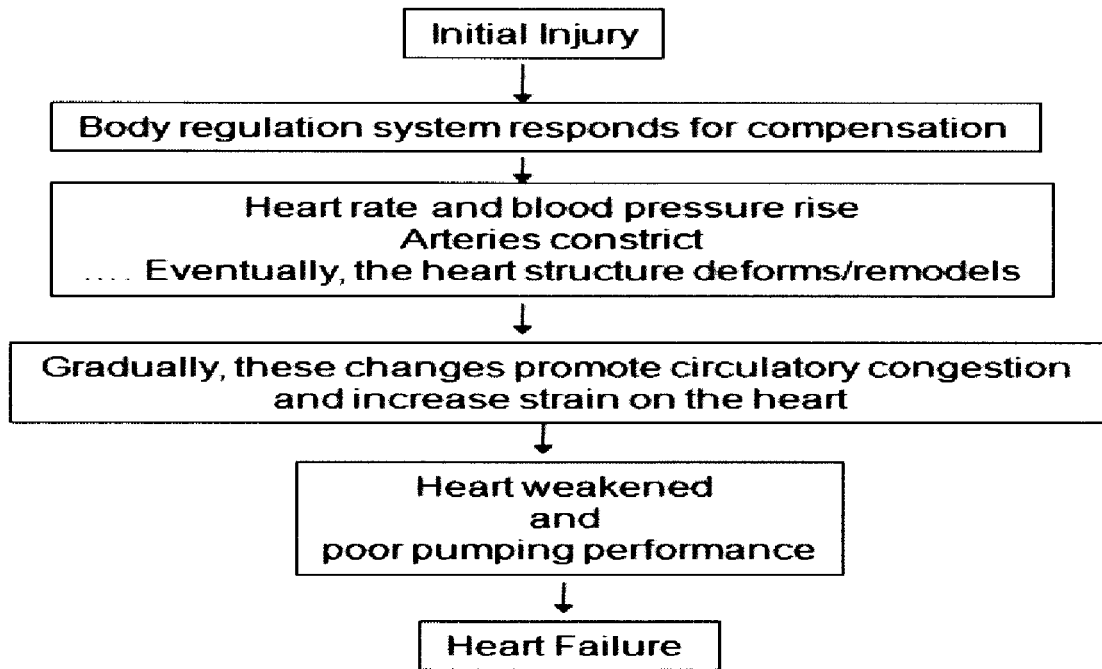 Initial Injury
Body regulation system responds for compensation
Heart rate and blood pressure rise
Arteries constrict
.... Eventually, the heart structure deforms/remodels
Gradually, these changes promote circulatory congestion
and increase strain on the heart
Heart weakened
and
poor pumping performance
Heart Failure